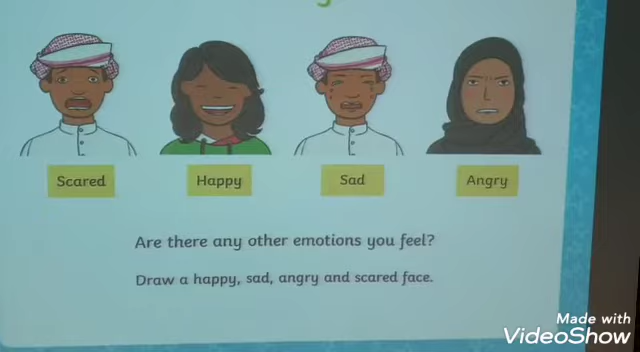 Scared
Happy
Sad
Angry
Are there any other emotions you feel?
Draw a happy, sad, angry and scared face.
Made with
VideoShow